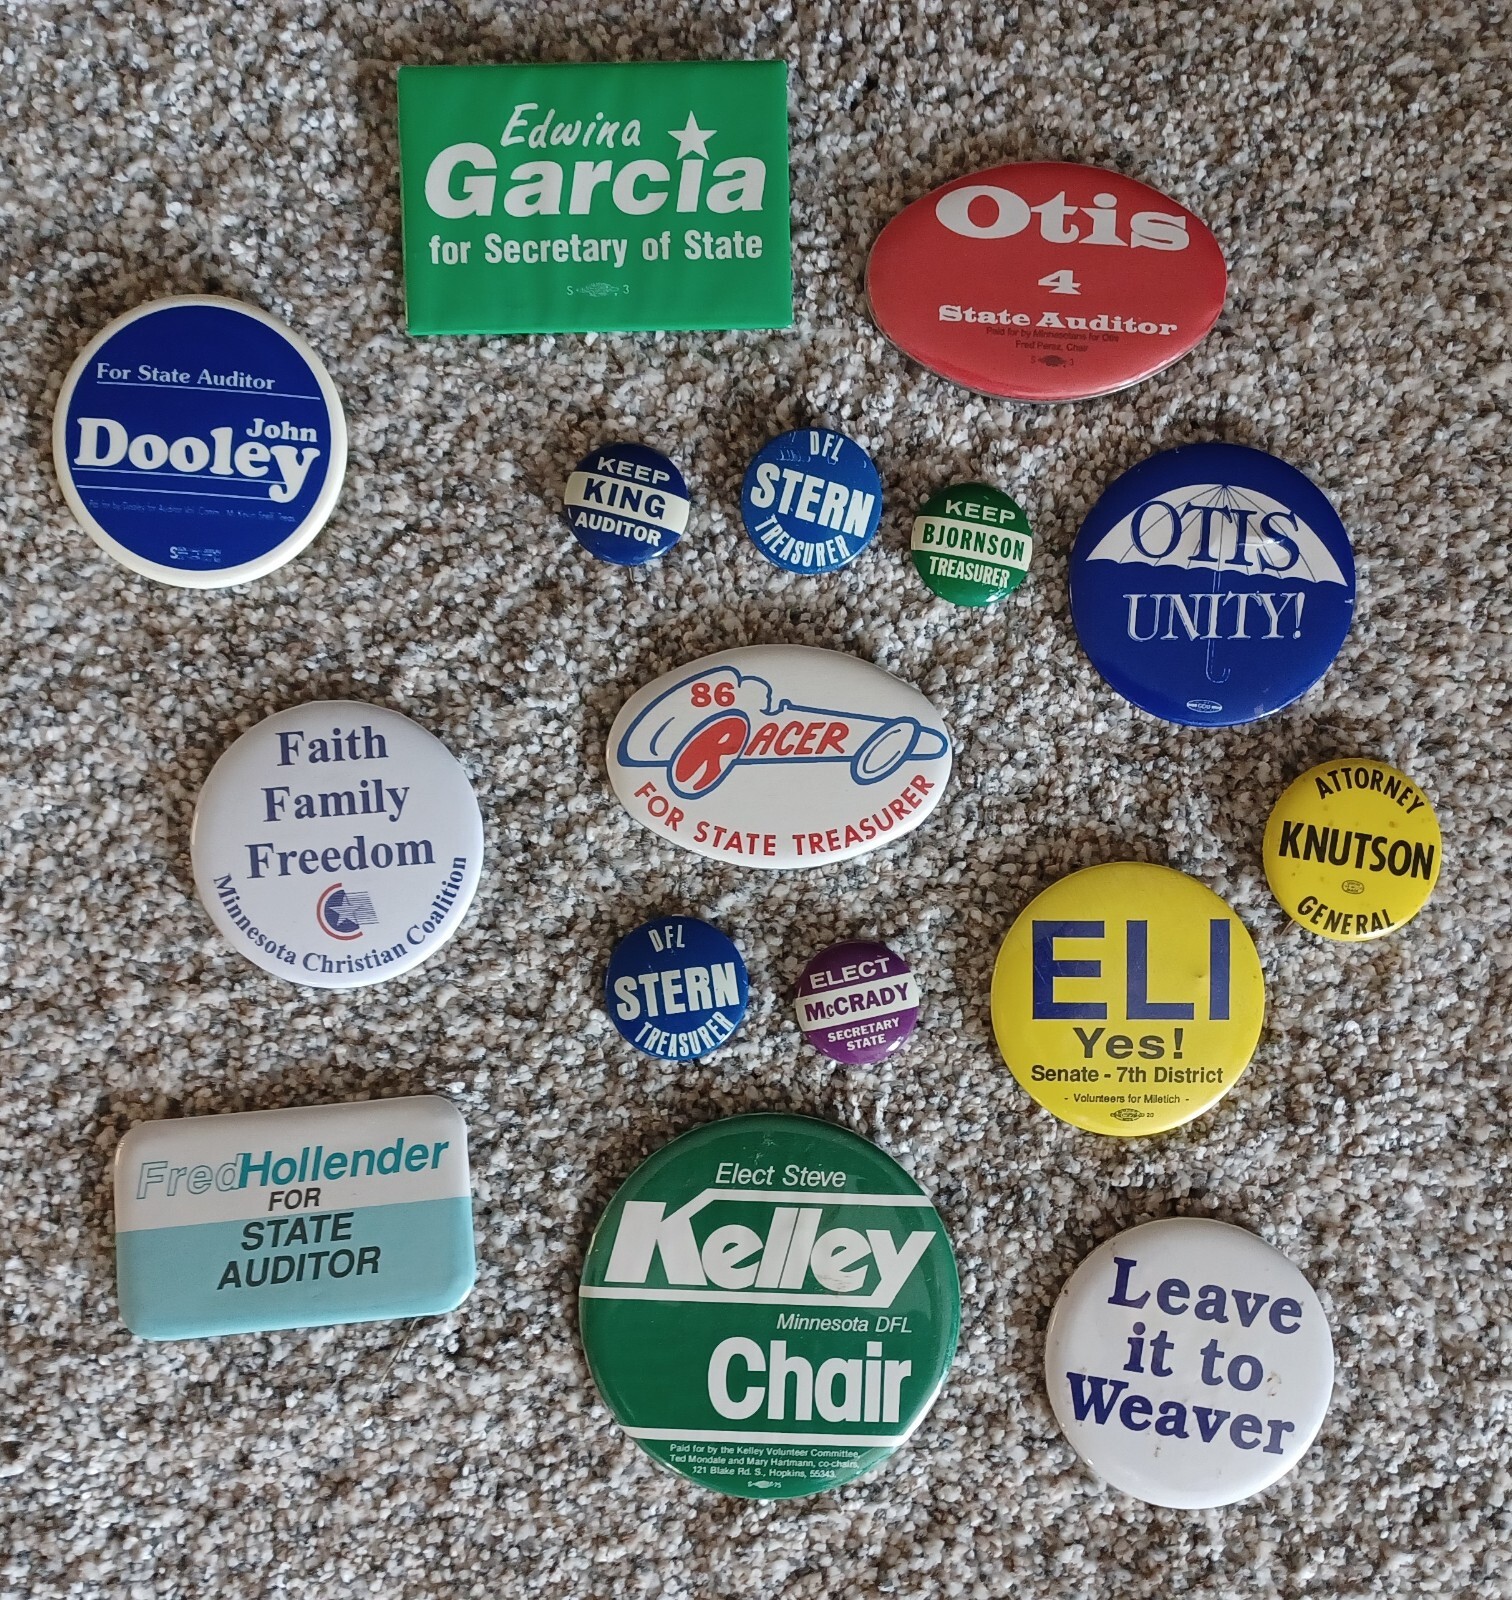 Edwina
Garcia
for Secretary of State
S 3
Otis
4
State Auditor
Paid for by Minnesotans for Otis
Fred Perez, Chair
S 3
For State Auditor
John
Dooley
KEEP
KING
AUDITOR
DFL
STERN
TREASURER
KEEP
BJORNSON
TREASURER
OTIS
UNITY!
86
RACER
FOR STATE TREASURER
Faith
Family
Freedom
Minnesota Christian Coalition
ATTORNEY
KNUTSON
GENERAL
DFL
STERN
TREASURER
ELECT
McCRADY
SECRETARY
STATE
ELI
Yes!
Senate - 7th District
- Volunteers for Miletich -
20
FredHollender
FOR
STATE
AUDITOR
Elect Steve
Kelley
Minnesota DFL
Chair
Paid for by the Kelley Volunteer Committee,
Ted Mondale and Mary Hartmann, co-chairs,
121 Blake Rd. S., Hopkins, 55343
S 75
Leave
it to
Weaver